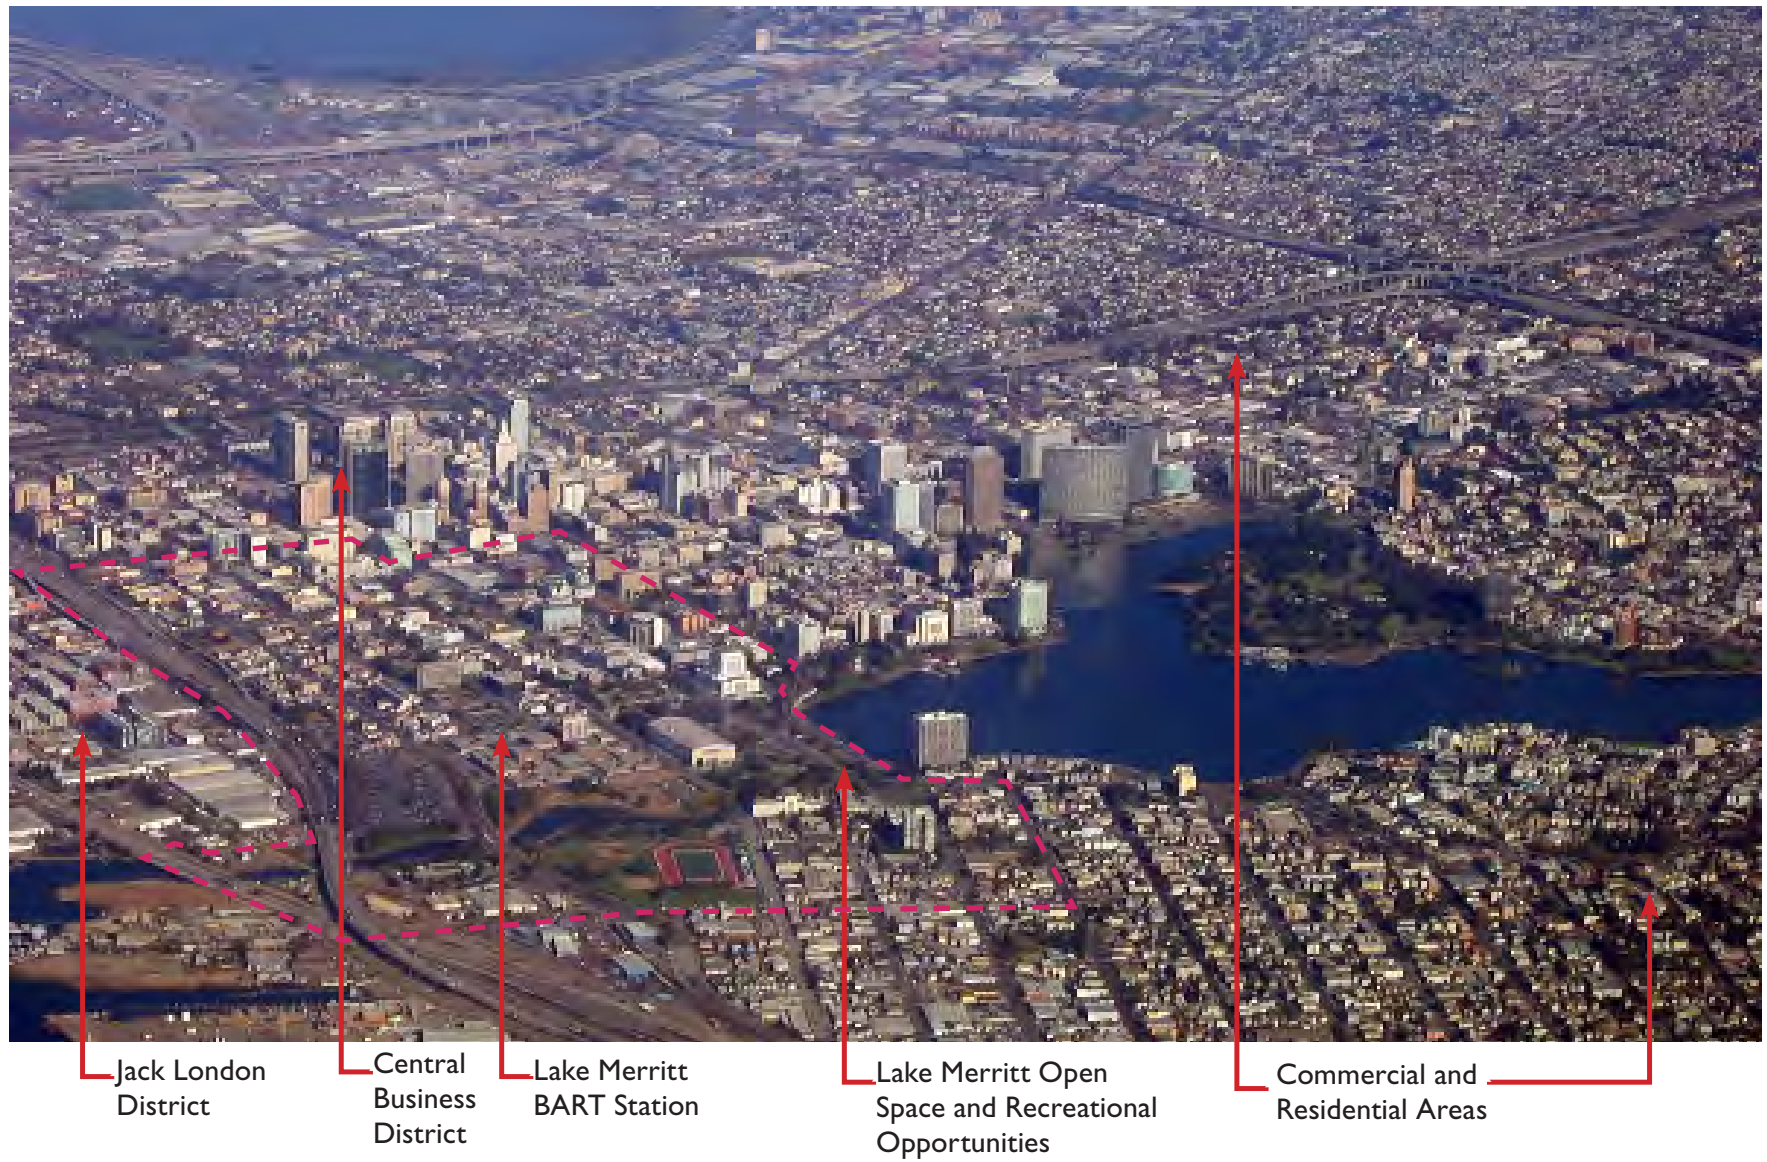 Jack London
District
Central
Business
District
Lake Merritt
BART Station
Lake Merritt Open
Space and Recreational
Opportunities
Commercial and
Residential Areas